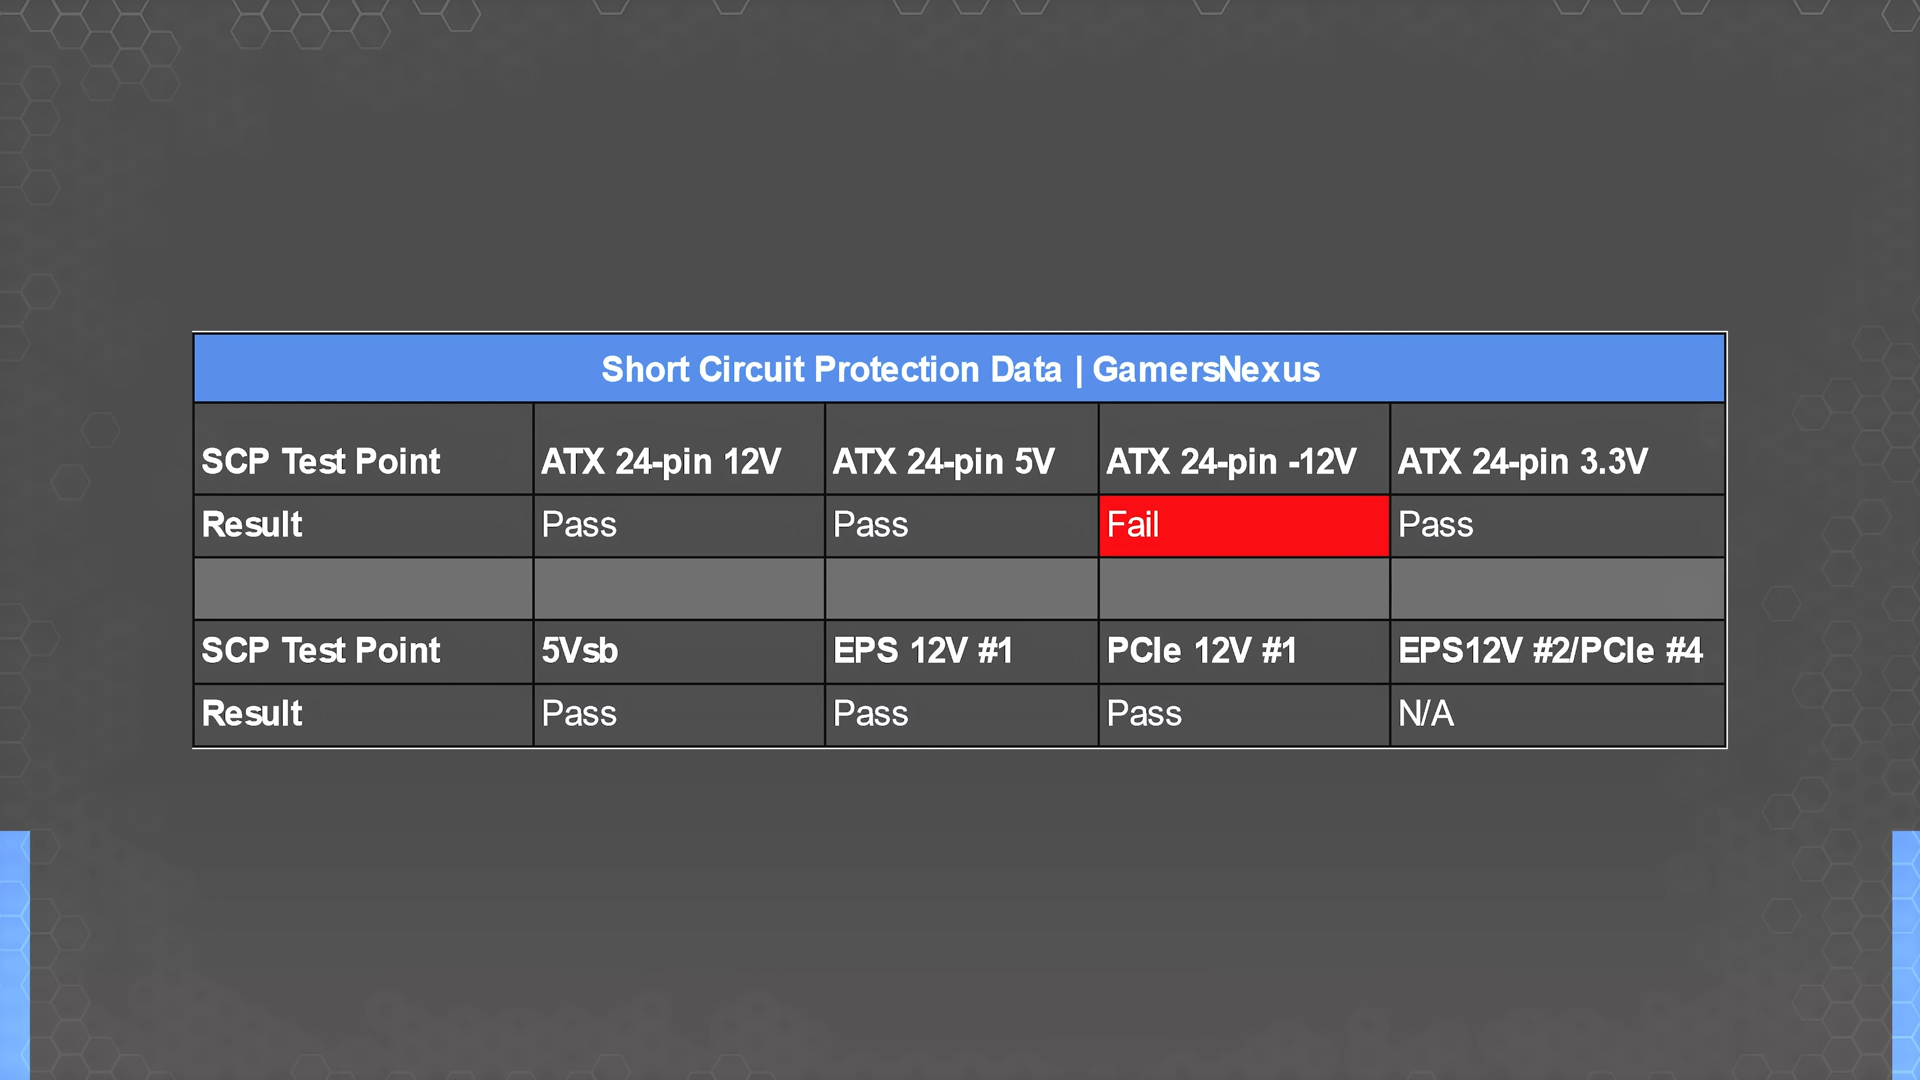 Short Circuit Protection Data | GamersNexus
SCP Test Point ATX 24-pin 12V ATX 24-pin 5V ATX 24-pin -12V ATX 24-pin 3.3V
Result Pass Pass Fail Pass
SCP Test Point 5Vsb EPS 12V #1 PCIe 12V #1 EPS12V #2/PCIe #4
Result Pass Pass Pass N/A